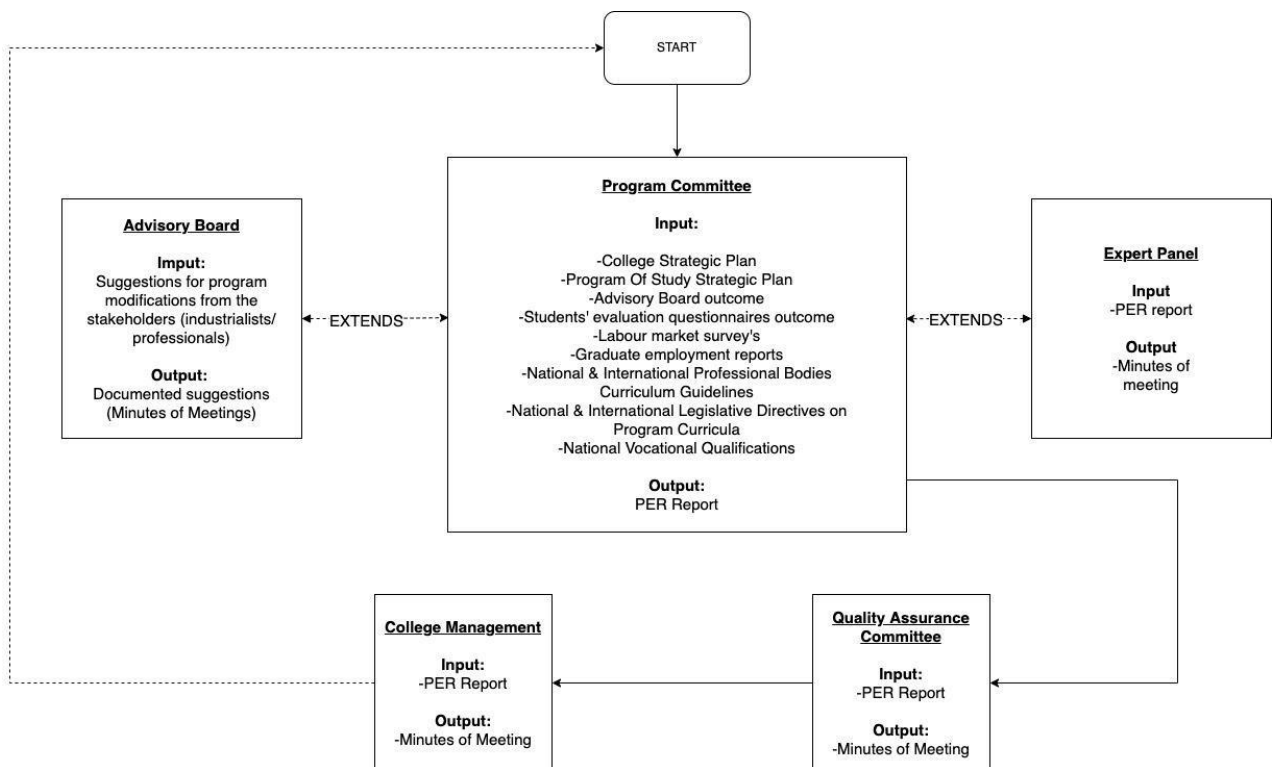 START
Program Committee
Input:
-College Strategic Plan
-Program Of Study Strategic Plan
-Advisory Board outcome
-Students' evaluation questionnaires outcome
-Labour market survey's
-Graduate employment reports
-National & International Professional Bodies
Curriculum Guidelines
-National & International Legislative Directives on
Program Curricula
-National Vocational Qualifications
Output:
PER Report
Advisory Board
Imput:
Suggestions for program
modifications from the
stakeholders (industrialists/
professionals)
Output:
Documented suggestions
(Minutes of Meetings)
EXTENDS
EXTENDS
Expert Panel
Input
-PER report
Output
-Minutes of
meeting
College Management
Input:
-PER Report
Output:
-Minutes of Meeting
Quality Assurance
Committee
Input:
-PER Report
Output:
-Minutes of Meeting